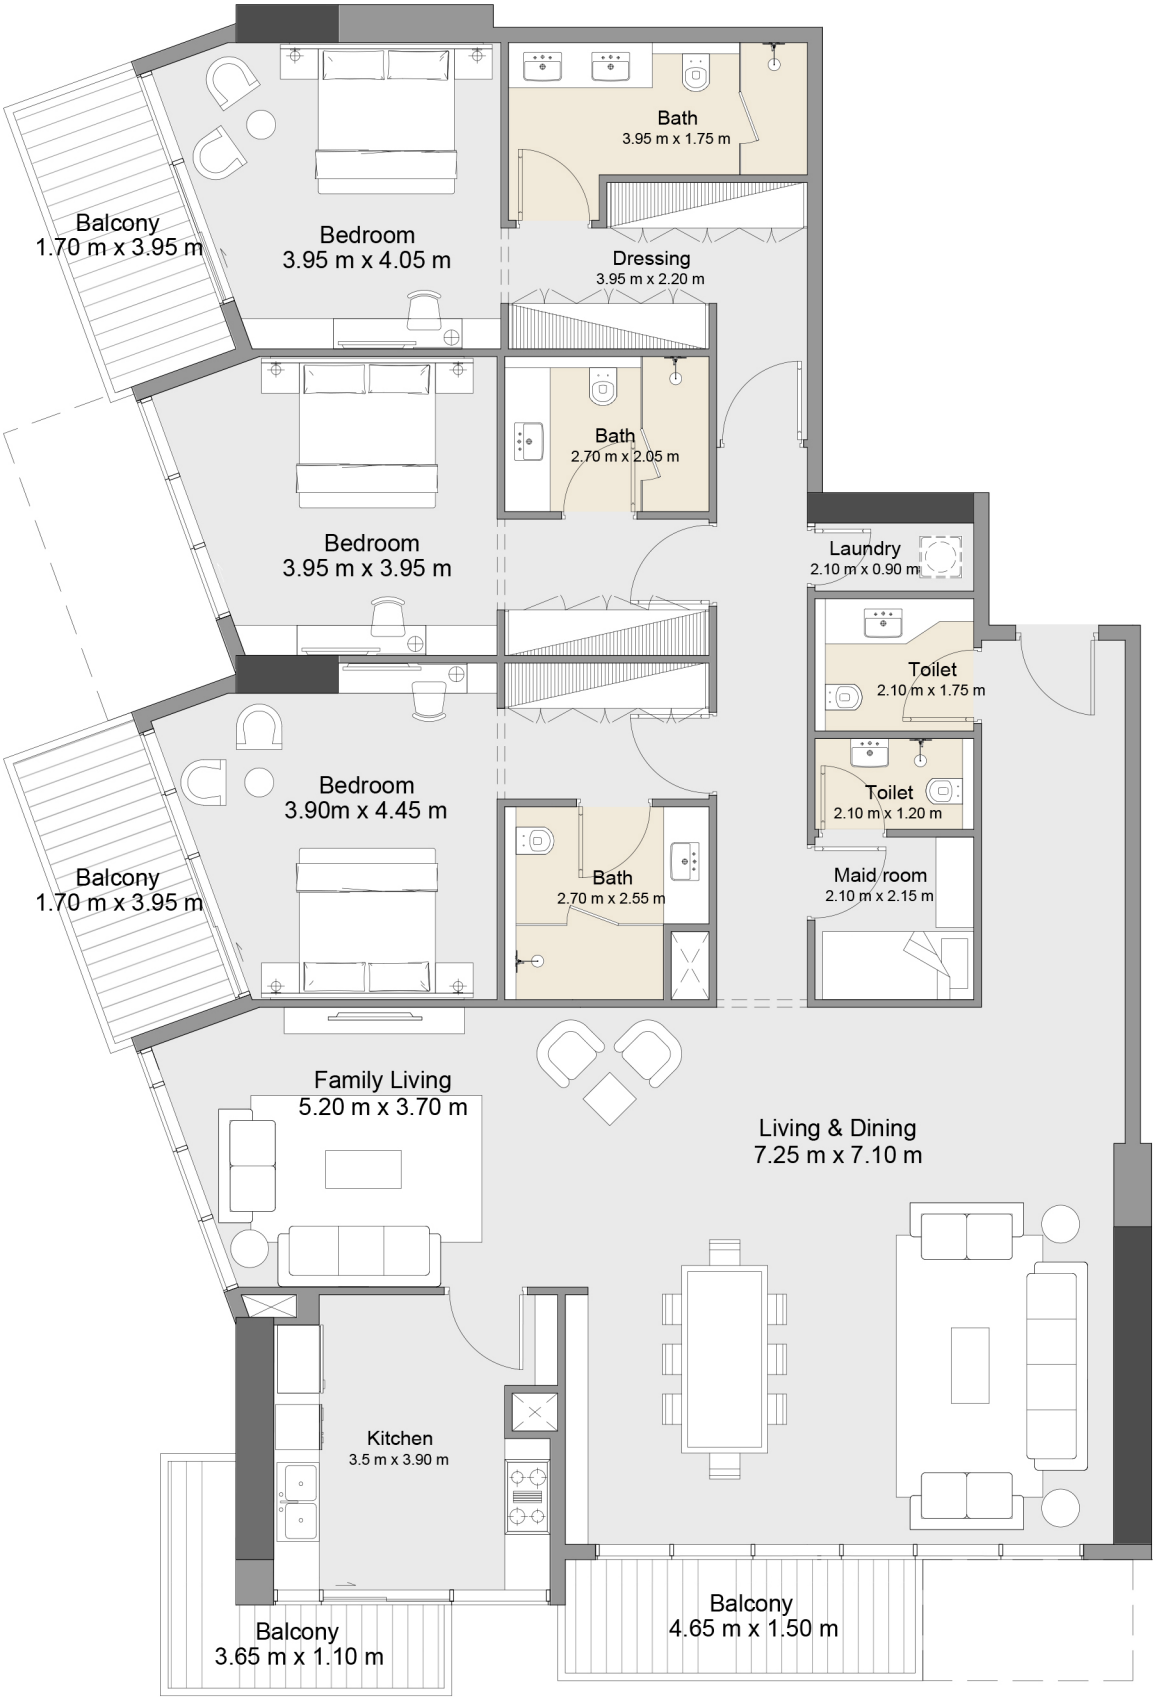 Bath
3.95 m x 1.75 m
Balcony
1.70 m x 3.95 m
Bedroom
3.95 m x 4.05 m
Dressing
3.95 m x 2.20 m
Bath
2.70 m x 2.05 m
Bedroom
3.95 m x 3.95 m
Laundry
2.10 m x 0.90 m
Toilet
2.10 m x 1.75 m
Bedroom
3.90m x 4.45 m
Toilet
2.10 m x 1.20 m
Balcony
1.70 m x 3.95 m
Bath
2.70 m x 2.55 m
Maid room
2.10 m x 2.15 m
Family Living
5.20 m x 3.70 m
Living & Dining
7.25 m x 7.10 m
Kitchen
3.5 m x 3.90 m
Balcony
4.65 m x 1.50 m
Balcony
3.65 m x 1.10 m